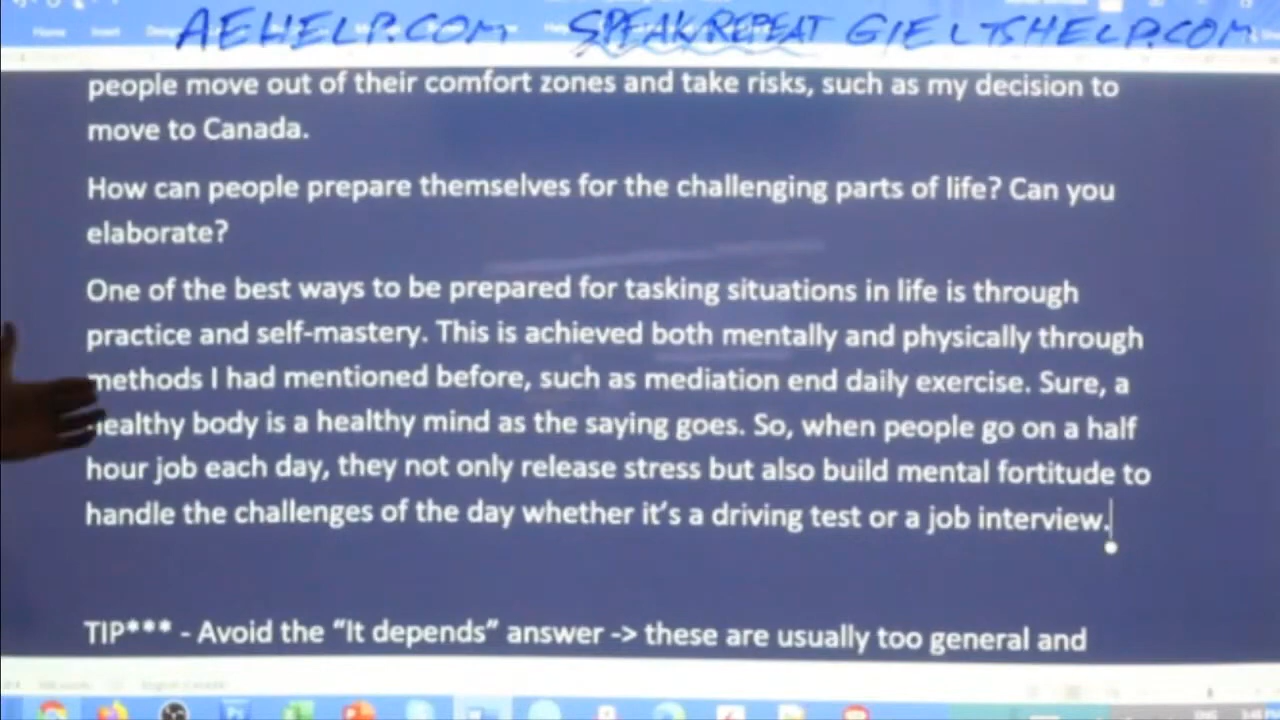 AEHELP.COM SPEAK REPEAT GIELTSHELP.COM
people move out of their comfort zones and take risks, such as my decision to
move to Canada.
How can people prepare themselves for the challenging parts of life? Can you
elaborate?
One of the best ways to be prepared for tasking situations in life is through
practice and self-mastery. This is achieved both mentally and physically through
methods I had mentioned before, such as mediation end daily exercise. Sure, a
healthy body is a healthy mind as the saying goes. So, when people go on a half
hour job each day, they not only release stress but also build mental fortitude to
handle the challenges of the day whether it's a driving test or a job interview.
TIP*** - Avoid the "It depends" answer -> these are usually too general and